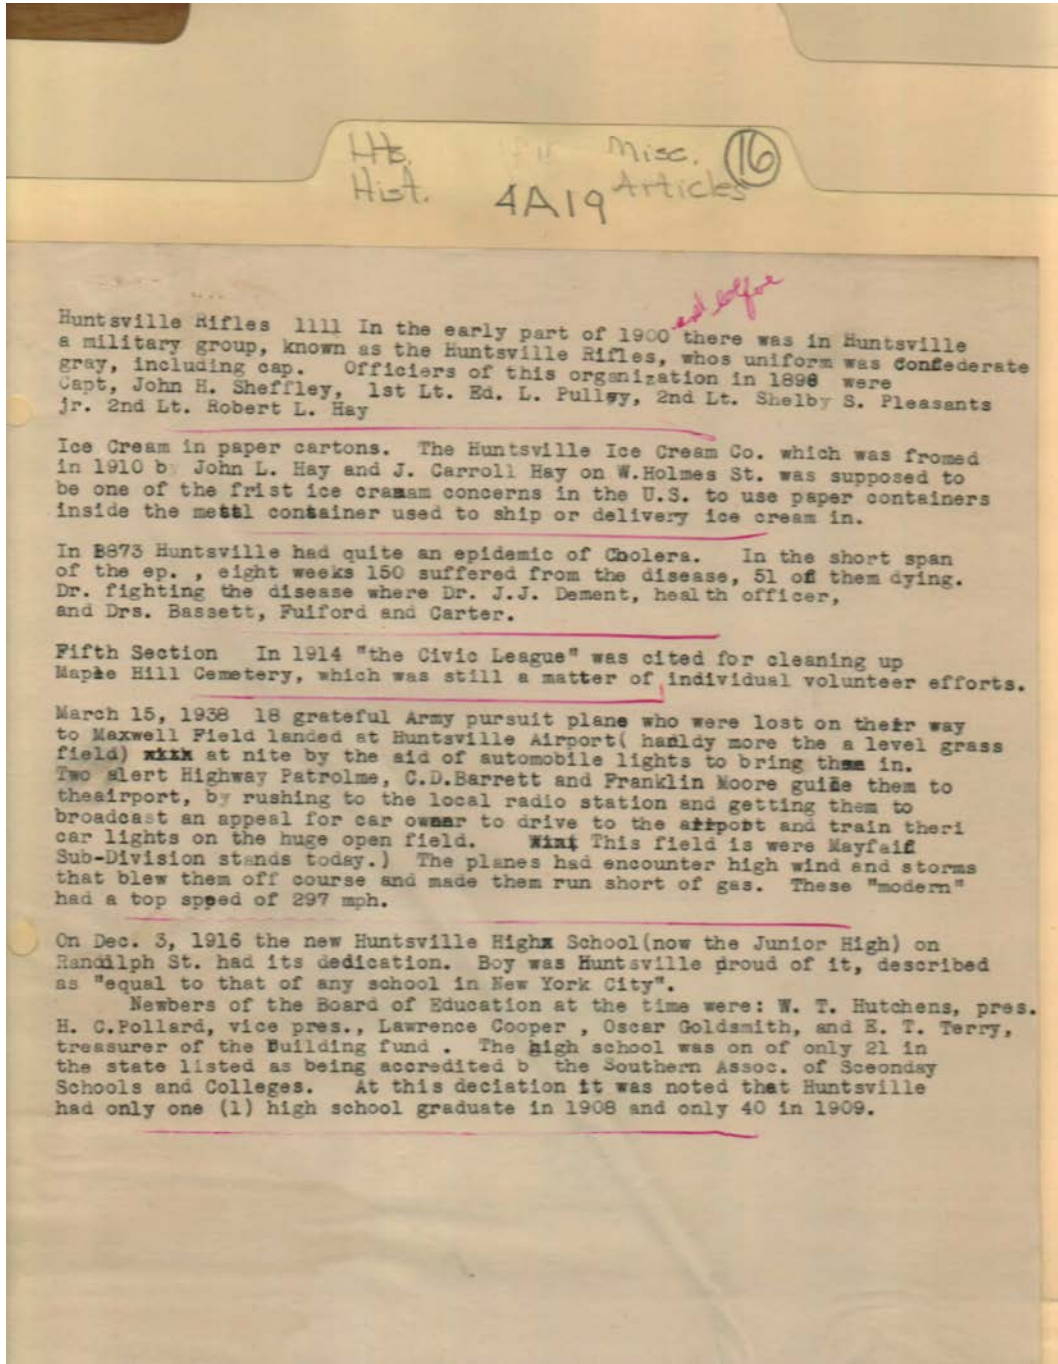 Hts. Misc. 16
Hist. 4A19 Articles
and before
Huntsville Rifles 1111 In the early part of 1900 there was in Huntsville
a military group, known as the Huntsville Rifles, whos uniform was Confederate
gray, including cap. Officiers of this organization in 1898 were
Capt, John H. Sheffley, 1st Lt. Ed. L. Pulley, 2nd Lt. Shelby S. Pleasants
jr. 2nd Lt. Robert L. Hay
Ice Cream in paper cartons. The Huntsville Ice Cream Co. which was fromed
in 1910 b John L. Hay and J. Carroll Hay on W.Holmes St. was supposed to
be one of the frist ice cramam concerns in the U.S. to use paper containers
inside the metal container used to ship or delivery ice cream in.
In B873 Huntsville had quite an epidemic of Cholera. In the short span
of the ep. , eight weeks 150 suffered from the disease, 51 of them dying.
Dr. fighting the disease where Dr. J.J. Dement, health officer,
and Drs. Bassett, Fulford and Carter.
Fifth Section In 1914 "the Civic League" was cited for cleaning up
Maple Hill Cemetery, which was still a matter of individual volunteer efforts.
March 15, 1938 18 grateful Army pursuit plane who were lost on their way
to Maxwell Field landed at Huntsville Airport( hanldy more the a level grass
field) xxxx at nite by the aid of automobile lights to bring them in.
Two alert Highway Patrolme, C.D.Barrett and Franklin Moore guide them to
theairport, by rushing to the local radio station and getting them to
broadcast an appeal for car owner to drive to the airport and train theri
car lights on the huge open field. This field is were Mayfair
Sub-Division stands today.) The planes had encounter high wind and storms
that blew them off course and made them run short of gas. These "modern"
had a top speed of 297 mph.
On Dec. 3, 1916 the new Huntsville High School(now the Junior High) on
Randilph St. had its dedication. Boy was Huntsville proud of it, described
as "equal to that of any school in New York City".
Newbers of the Board of Education at the time were: W. T. Hutchens, pres.
H. C.Pollard, vice pres., Lawrence Cooper , Oscar Goldsmith, and E. T. Terry,
treasurer of the Building fund . The high school was on of only 21 in
the state listed as being accredited b the Southern Assoc. of Sceonday
Schools and Colleges. At this deciation it was noted that Huntsville
had only one (1) high school graduate in 1908 and only 40 in 1909.